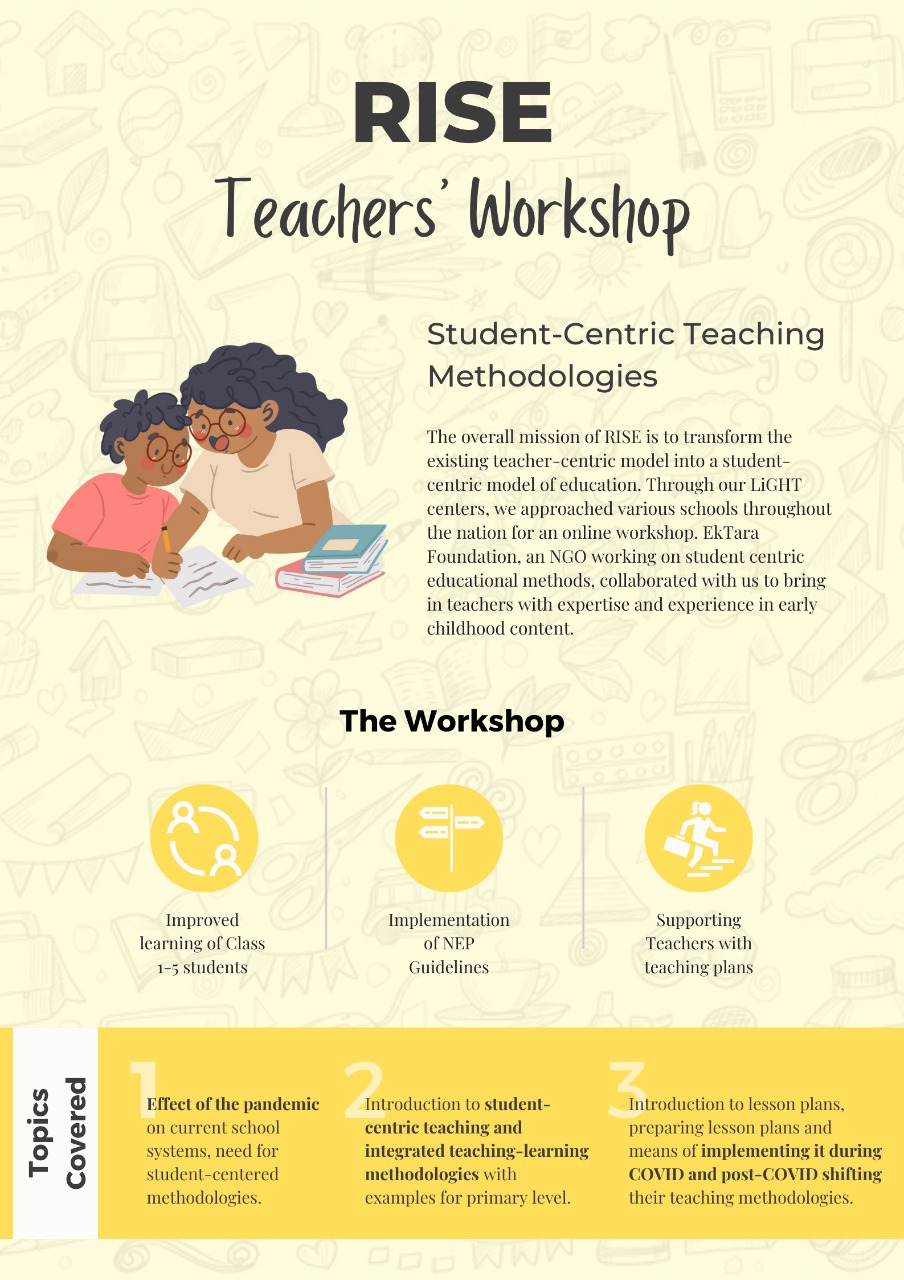 RISE
Teachers' Workshop
Student-Centric Teaching
Methodologies
The overall mission of RISE is to transform the
existing teacher-centric model into a student-
centric model of education. Through our LiGHT
centers, we approached various schools throughout
the nation for an online workshop. EkTara
Foundation, an NGO working on student centric
educational methods, collaborated with us to bring
in teachers with expertise and experience in early
childhood content.
The Workshop
Improved
learning of Class
1-5 students
Implementation
of NEP
Guidelines
Supporting
Teachers with
teaching plans
Topics
Covered
1
Effect of the pandemic
on current school
systems, need for
student-centered
methodologies.
2
Introduction to student-
centric teaching and
integrated teaching-learning
methodologies with
examples for primary level.
3
Introduction to lesson plans,
preparing lesson plans and
means of implementing it during
COVID and post-COVID shifting
their teaching methodologies.